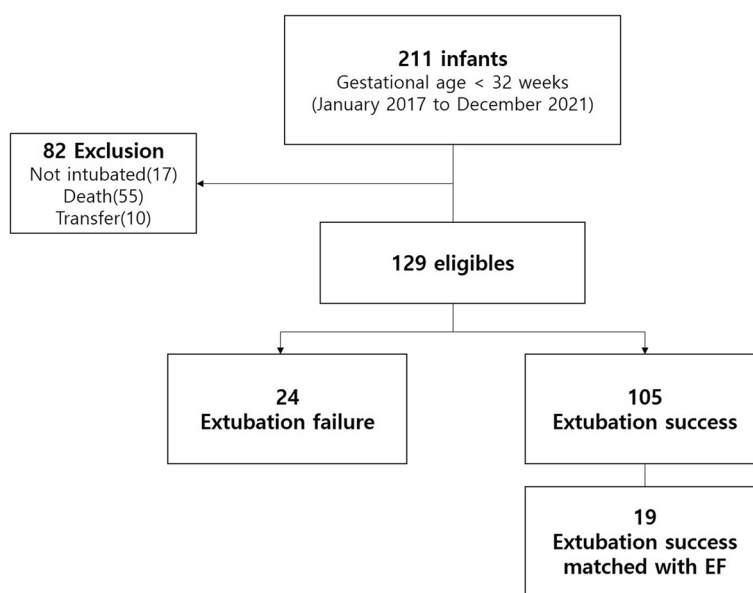 211 infants
Gestational age < 32 weeks
(January 2017 to December 2021)
82 Exclusion
Not intubated(17)
Death(55)
Transfer(10)
129 eligibles
24
Extubation failure
105
Extubation success
19
Extubation success
matched with EF